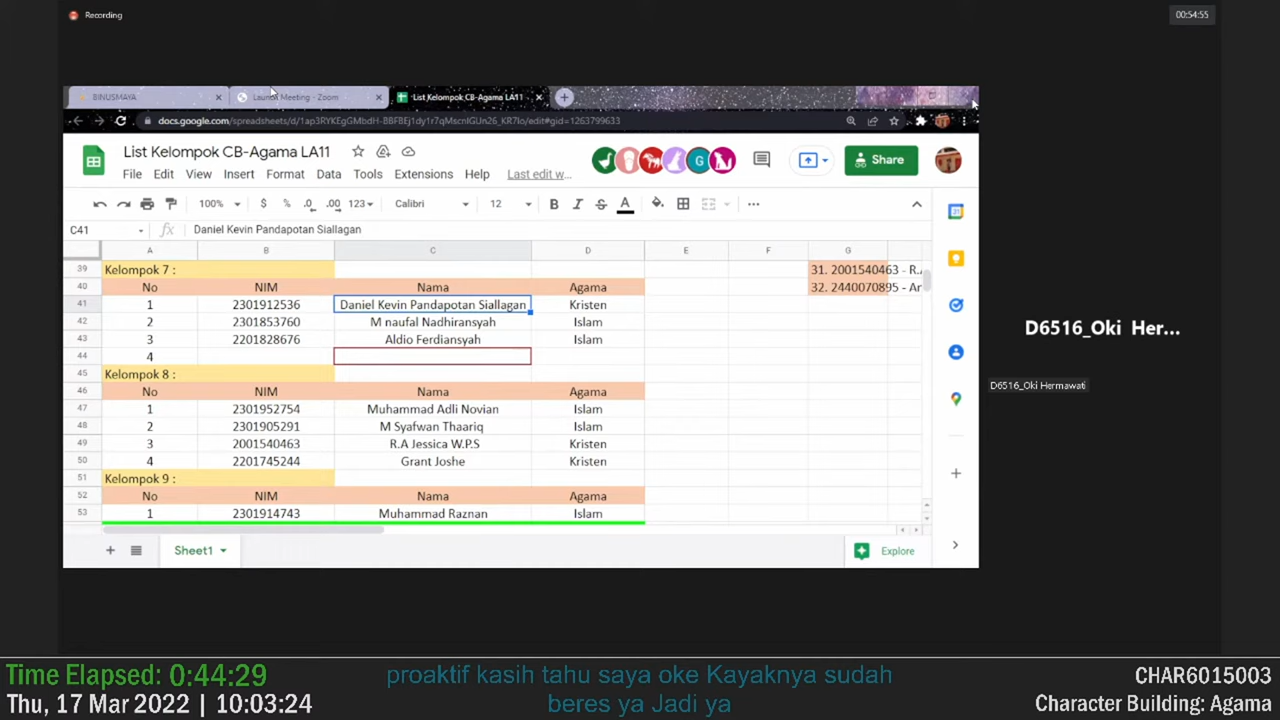 Recording
00:54:55
BINUSMAYA
Launch Meeting - Zoom
List Kelompok CB-Agama LA11
docs.google.com/spreadsheets/d/1ap3RYKEgGMbdH-BBFBEj1dy1r7qMscnIGUn26_KR7Io/edit#gid=1263799633
List Kelompok CB-Agama LA11
Share
File Edit View Insert Format Data Tools Extensions Help Last edit w...
100% $ % .0 .00 123 Calibri 12 B I S A
C41 fx Daniel Kevin Pandapotan Siallagan
A B C D E F G
39 Kelompok 7 : 31. 2001540463 - R.A
40 No NIM Nama Agama 32. 2440070895 - Ar
41 1 2301912536 Daniel Kevin Pandapotan Siallagan Kristen
42 2 2301853760 M naufal Nadhiransyah Islam
43 3 2201828676 Aldio Ferdiansyah Islam
44 4
45 Kelompok 8 :
46 No NIM Nama Agama
47 1 2301952754 Muhammad Adli Novian Islam
48 2 2301905291 M Syafwan Thaariq Islam
49 3 2001540463 R.A Jessica W.P.S Kristen
50 4 2201745244 Grant Joshe Kristen
51 Kelompok 9 :
52 No NIM Nama Agama
53 1 2301914743 Muhammad Raznan Islam
Sheet1
Explore
D6516_Oki Her...
D6516_Oki Hermawati
Time Elapsed: 0:44:29
Thu, 17 Mar 2022 | 10:03:24
proaktif kasih tahu saya oke Kayaknya sudah
beres ya Jadi ya
CHAR6015003
Character Building: Agama